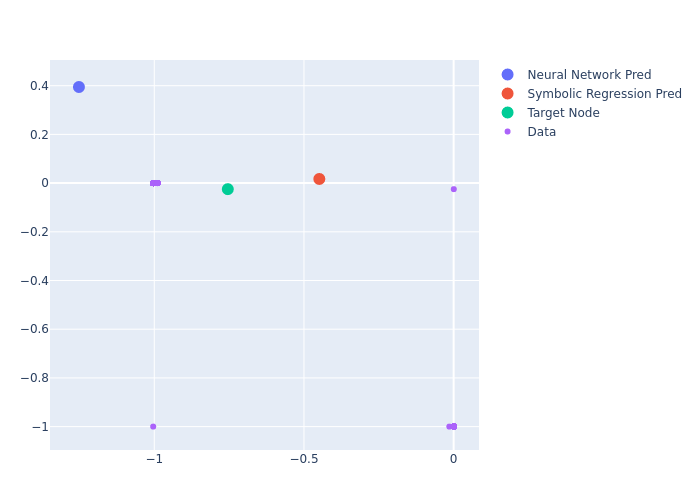 Neural Network Pred
Symbolic Regression Pred
Target Node
Data
0.4
0.2
0
−0.2
−0.4
−0.6
−0.8
−1
−1
−0.5
0